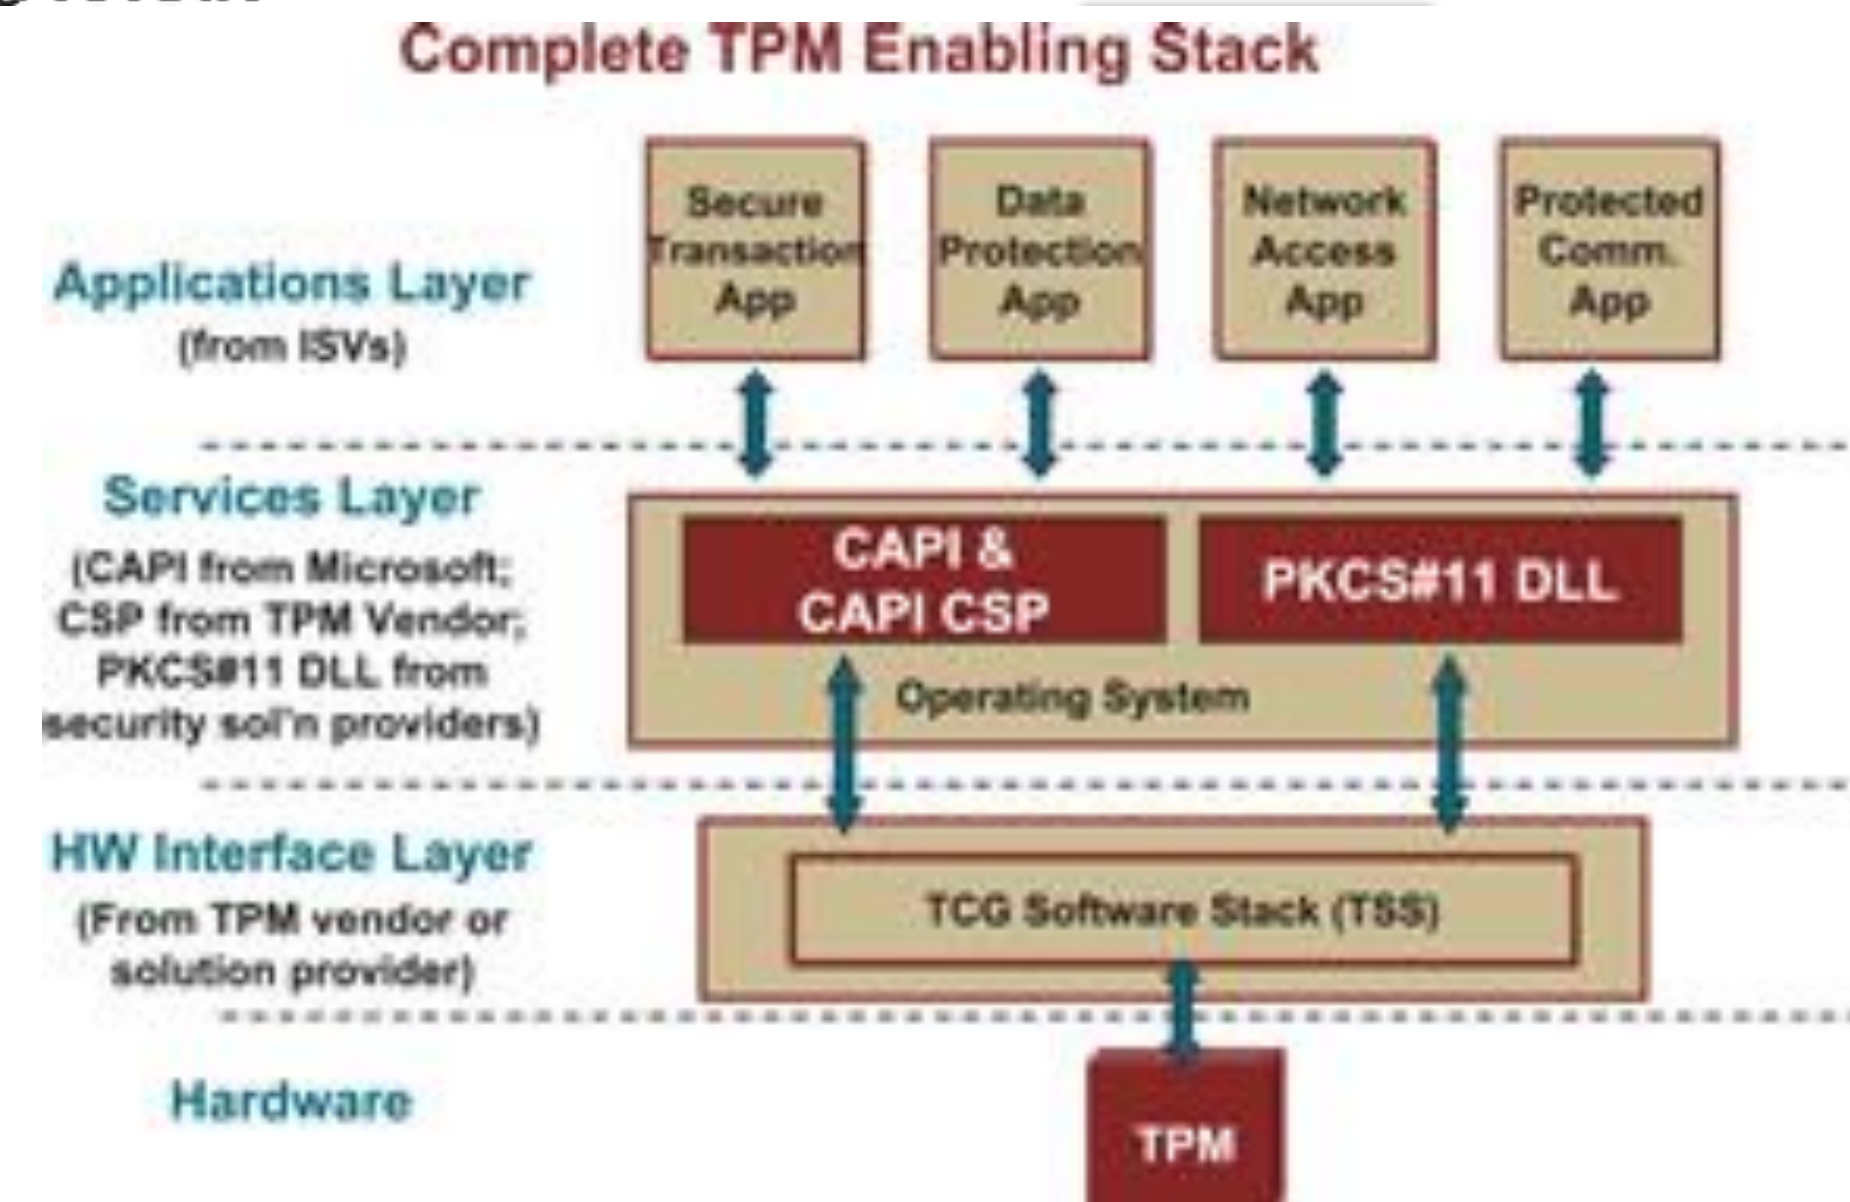 Complete TPM Enabling Stack
Secure
Transaction
App
Data
Protection
App
Network
Access
App
Protected
Comm.
App
Applications Layer
(from ISVs)
Services Layer
(CAPI from Microsoft;
CSP from TPM Vendor;
PKCS#11 DLL from
security sol'n providers)
CAPI &
CAPI CSP
PKCS#11 DLL
Operating System
HW Interface Layer
(From TPM vendor or
solution provider)
TCG Software Stack (TSS)
Hardware
TPM